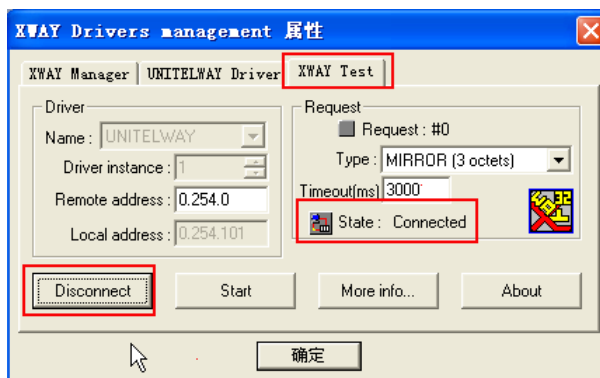 XWAY Drivers management 属性
XWAY Manager UNITELWAY Driver XWAY Test
Driver
Name : UNITELWAY
Driver instance : 1
Remote address : 0.254.0
Local address : 0.254.101
Request
Request : #0
Type : MIRROR (3 octets)
Timeout(ms) 3000
State : Connected
Disconnect Start More info... About
确定